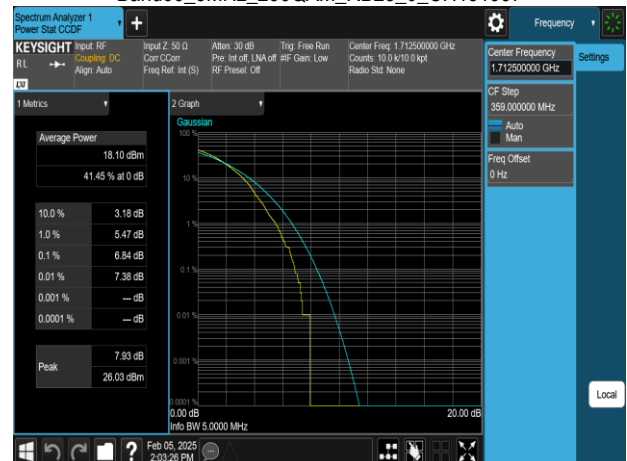 Spectrum Analyzer 1
Power Stat CCDF
+
Frequency
KEYSIGHT
Input: RF
Coupling: DC
Align: Auto
Input Z: 50 Ω
Corr CCorr
Freq Ref: Int (S)
Atten: 30 dB
Pre: Int off, LNA off
RF Preset: Off
Trig: Free Run
#IF Gain: Low
Center Freq: 1.712500000 GHz
Counts: 10.0 k/10.0 kpt
Radio Std: None
R L
LXI
Center Frequency
1.712500000 GHz
Settings
CF Step
359.000000 MHz
Auto
Man
Freq Offset
0 Hz
Local
1 Metrics
Average Power
18.10 dBm
41.45 % at 0 dB
10.0 % 3.18 dB
1.0 % 5.47 dB
0.1 % 6.84 dB
0.01 % 7.38 dB
0.001 % --- dB
0.0001 % --- dB
Peak
7.93 dB
26.03 dBm
2 Graph
Gaussian
100 %
10 %
1 %
0.1 %
0.01 %
0.001 %
0.0001 %
0.00 dB
20.00 dB
Info BW 5.0000 MHz
?
Feb 05, 2025
2:03:26 PM